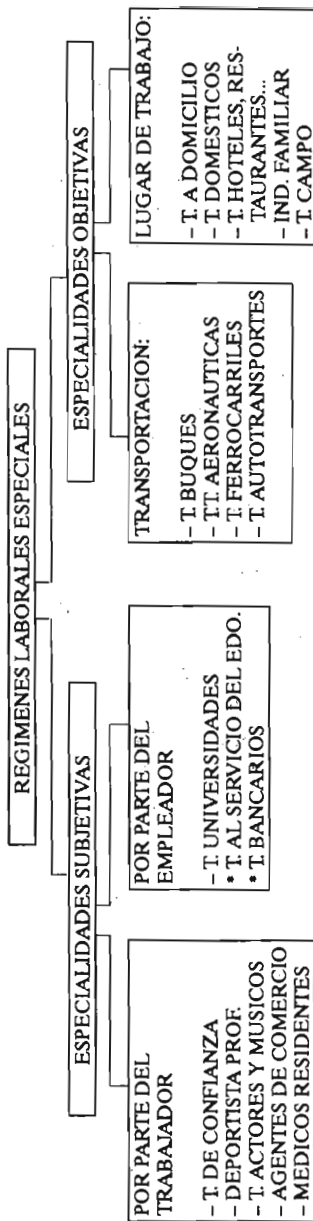 REGIMENES LABORALES ESPECIALES
ESPECIALIDADES SUBJETIVAS
POR PARTE DEL
TRABAJADOR
– T. DE CONFIANZA
– DEPORTISTA PROF.
– T. ACTORES Y MUSICOS
– AGENTES DE COMERCIO
– MEDICOS RESIDENTES
POR PARTE DEL
EMPLEADOR
– T. UNIVERSIDADES
* T. AL SERVICIO DEL EDO.
* T. BANCARIOS
ESPECIALIDADES OBJETIVAS
TRANSPORTACION:
– T. BUQUES
– TT. AERONAUTICAS
– T. FERROCARRILES
– T. AUTOTRANSPORTES
LUGAR DE TRABAJO:
– T. A DOMICILIO
– T. DOMESTICOS
– T. HOTELES, RES-
TAURANTES...
– IND. FAMILIAR
– T. CAMPO